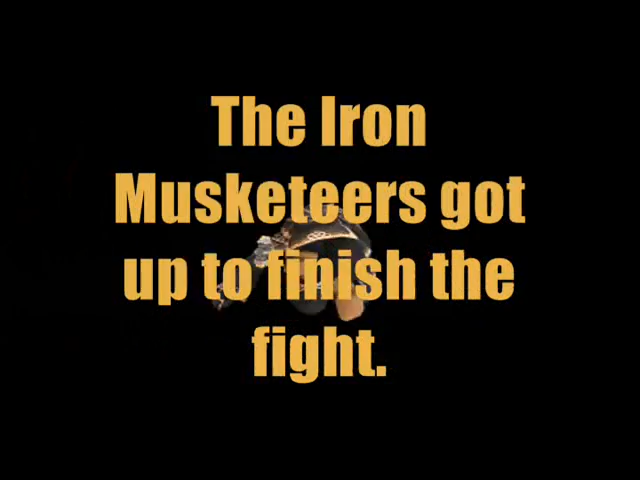 The Iron
Musketeers got
up to finish the
fight.